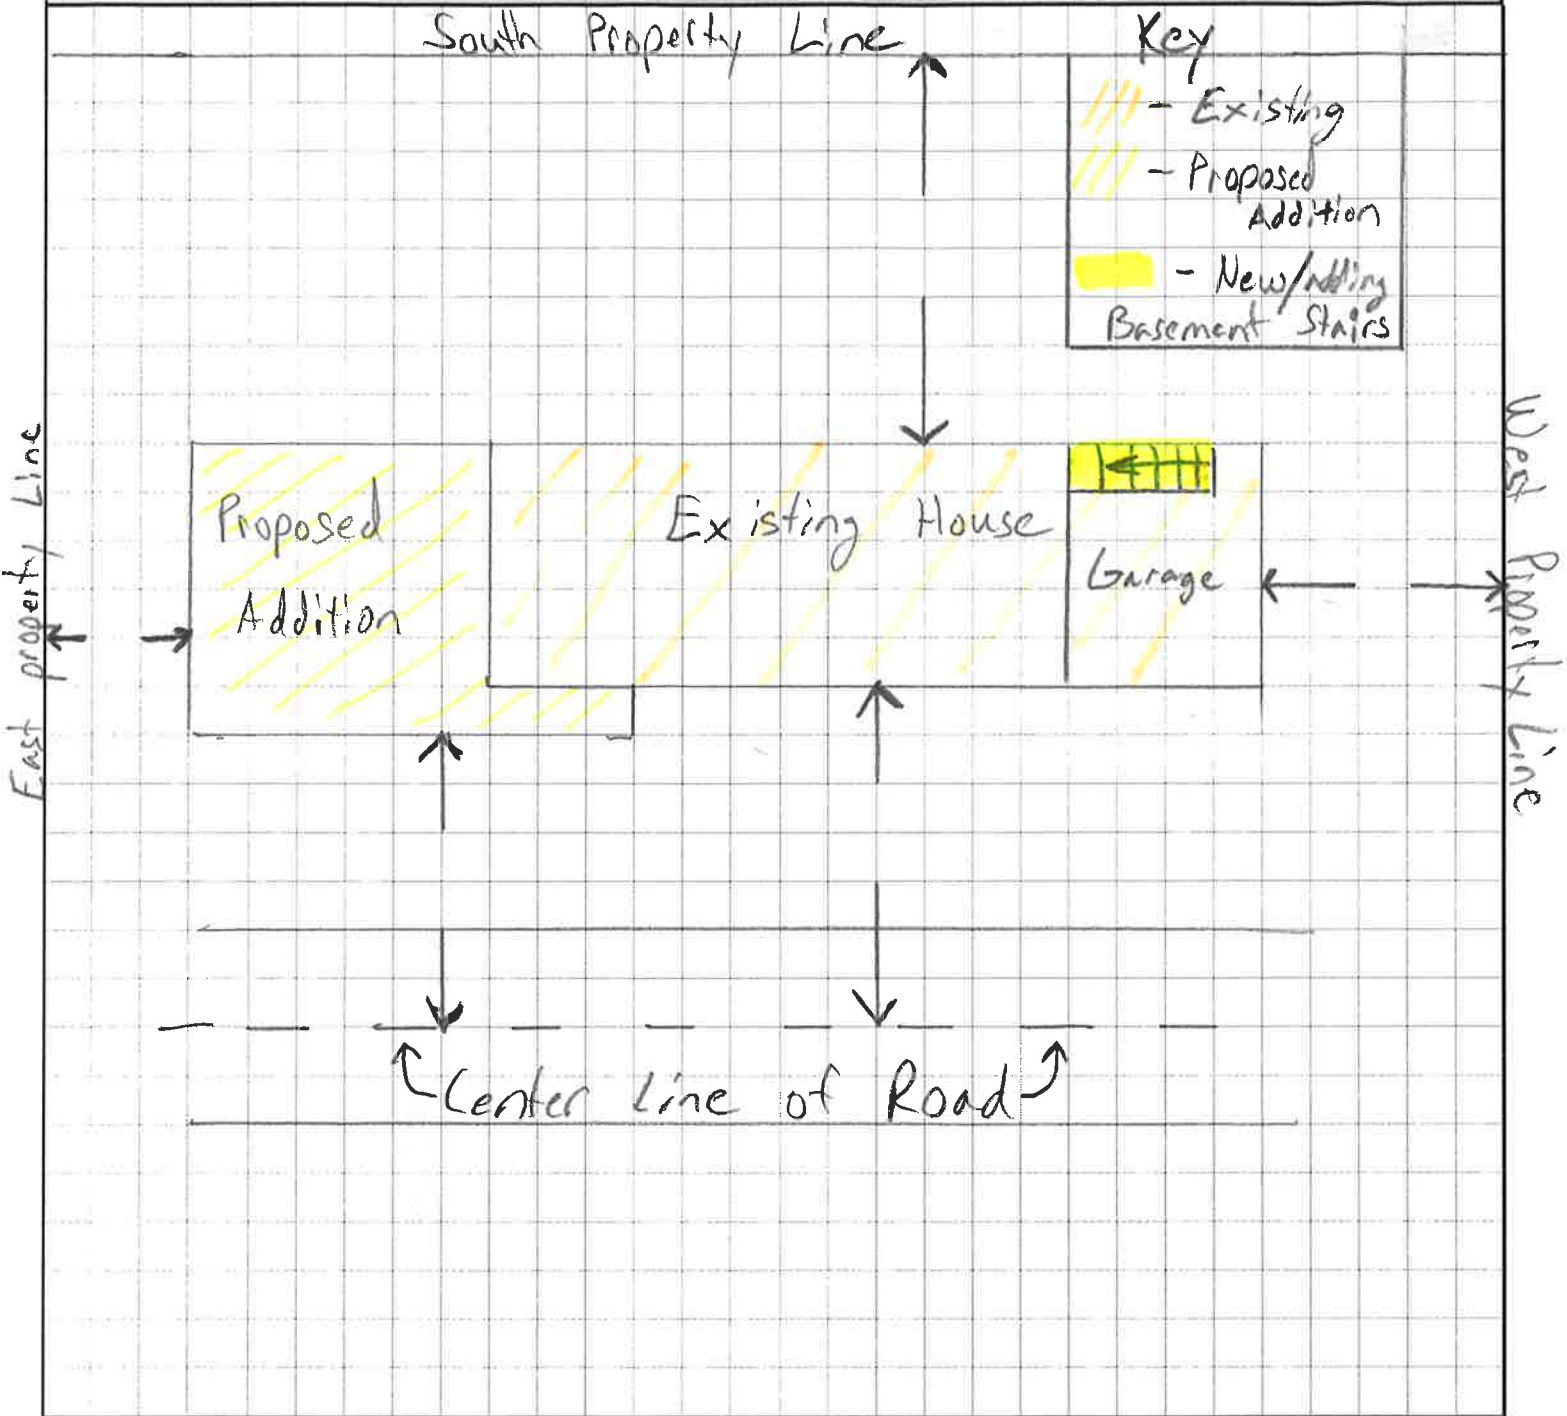 South Property Line
Key
- Existing
- Proposed
Addition
- New/adding
Basement Stairs
East property Line
West Property Line
Proposed
Addition
Existing House
Garage
Center Line of Road